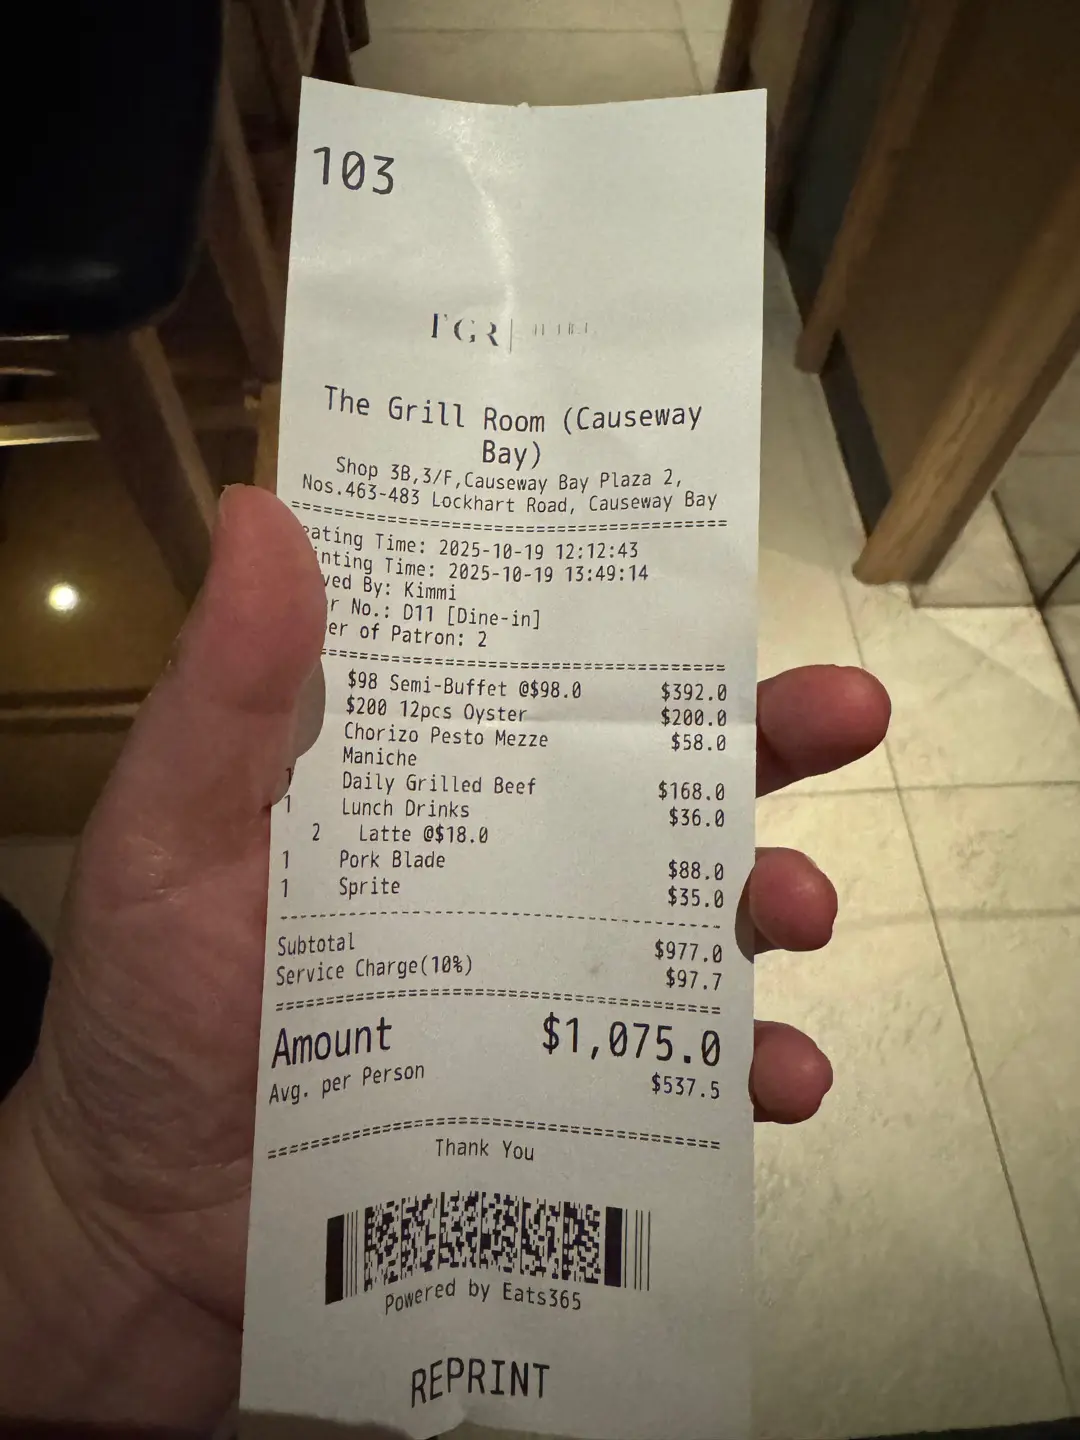 103
The Grill Room (Causeway
Bay)
Shop 3B,3/F,Causeway Bay Plaza 2,
Nos.463-483 Lockhart Road, Causeway Bay
eating Time: 2025-10-19 12:12:43
inting Time: 2025-10-19 13:49:14
ved By: Kimmi
r No.: D11 [Dine-in]
er of Patron: 2
$98 Semi-Buffet @$98.0 $392.0
$200 12pcs Oyster $200.0
Chorizo Pesto Mezze $58.0
Maniche
1 Daily Grilled Beef $168.0
1 Lunch Drinks $36.0
2 Latte @$18.0
1 Pork Blade $88.0
1 Sprite $35.0
Subtotal $977.0
Service Charge(10%) $97.7
Amount $1,075.0
Avg. per Person $537.5
Thank You
Powered by Eats365
REPRINT